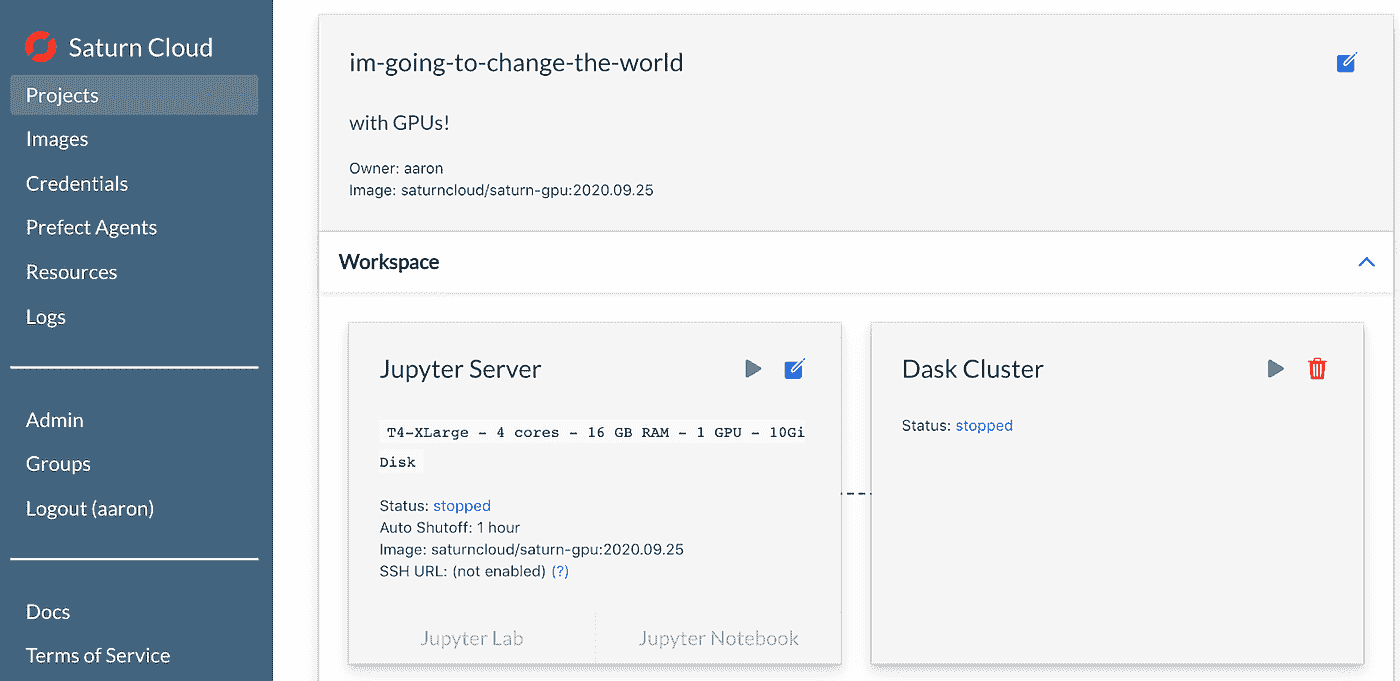 Saturn Cloud
Projects
Images
Credentials
Prefect Agents
Resources
Logs
Admin
Groups
Logout (aaron)
Docs
Terms of Service
im-going-to-change-the-world
with GPUs!
Owner: aaron
Image: saturncloud/saturn-gpu:2020.09.25
Workspace
Jupyter Server
T4-XLarge - 4 cores - 16 GB RAM - 1 GPU - 10Gi
Disk
Status: stopped
Auto Shutoff: 1 hour
Image: saturncloud/saturn-gpu:2020.09.25
SSH URL: (not enabled) (?)
Jupyter Lab
Jupyter Notebook
Dask Cluster
Status: stopped